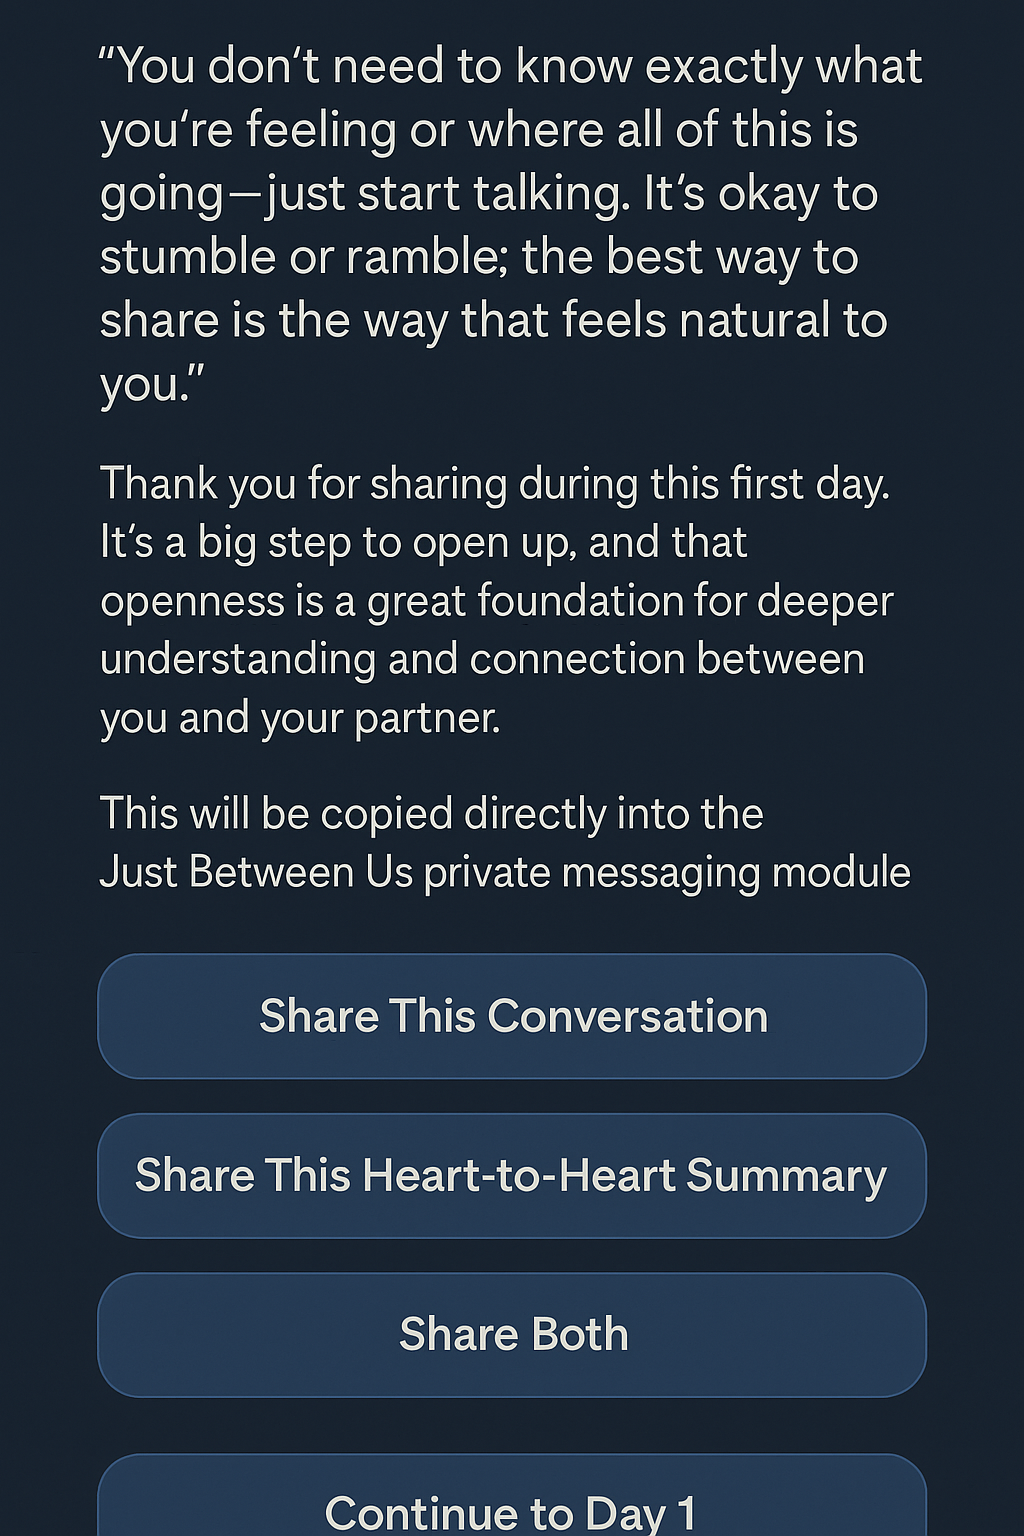 “You don‘t need to know exactly what
you‘re feeling or where all of this is
going—just start talking. It‘s okay to
stumble or ramble; the best way to
share is the way that feels natural to
you.”
Thank you for sharing during this first day.
It‘s a big step to open up, and that
openness is a great foundation for deeper
understanding and connection between
you and your partner.
This will be copied directly into the
Just Between Us private messaging module
Share This Conversation
Share This Heart-to-Heart Summary
Share Both
Continue to Day 1